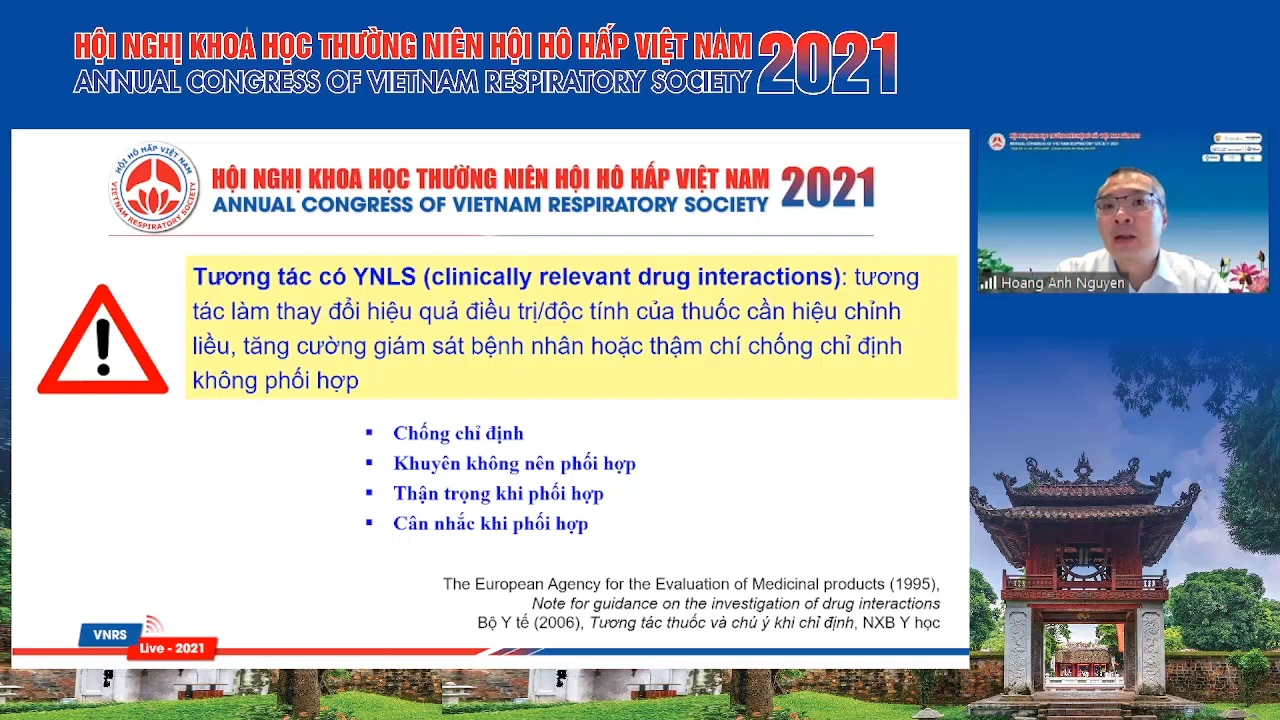 HỘI NGHỊ KHOA HỌC THƯỜNG NIÊN HỘI HÔ HẤP VIỆT NAM 2021
ANNUAL CONGRESS OF VIETNAM RESPIRATORY SOCIETY
HỘI HÔ HẤP VIỆT NAM
VIETNAM RESPIRATORY SOCIETY
HỘI NGHỊ KHOA HỌC THƯỜNG NIÊN HỘI HÔ HẤP VIỆT NAM 2021
ANNUAL CONGRESS OF VIETNAM RESPIRATORY SOCIETY
Tương tác có YNLS (clinically relevant drug interactions): tương
tác làm thay đổi hiệu quả điều trị/độc tính của thuốc cần hiệu chỉnh
liều, tăng cường giám sát bệnh nhân hoặc thậm chí chống chỉ định
không phối hợp
▪ Chống chỉ định
▪ Khuyên không nên phối hợp
▪ Thận trọng khi phối hợp
▪ Cân nhắc khi phối hợp
The European Agency for the Evaluation of Medicinal products (1995),
Note for guidance on the investigation of drug interactions
Bộ Y tế (2006), Tương tác thuốc và chú ý khi chỉ định, NXB Y học
VNRS
Live - 2021
Hoang Anh Nguyen